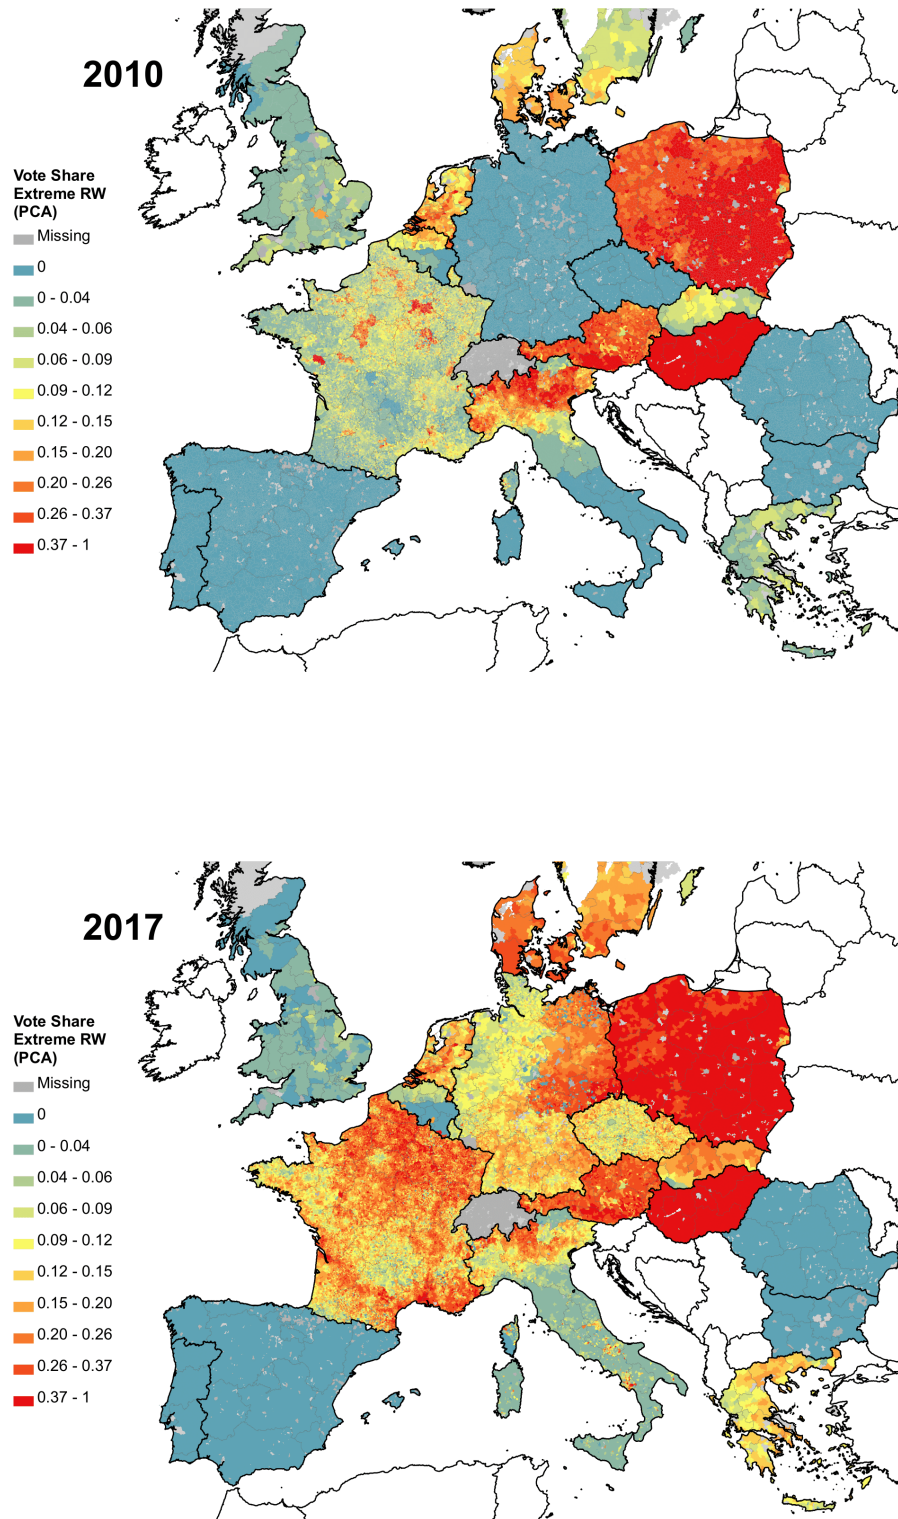 2010
Vote Share
Extreme RW
(PCA)
Missing
0
0 - 0.04
0.04 - 0.06
0.06 - 0.09
0.09 - 0.12
0.12 - 0.15
0.15 - 0.20
0.20 - 0.26
0.26 - 0.37
0.37 - 1
2017
Vote Share
Extreme RW
(PCA)
Missing
0
0 - 0.04
0.04 - 0.06
0.06 - 0.09
0.09 - 0.12
0.12 - 0.15
0.15 - 0.20
0.20 - 0.26
0.26 - 0.37
0.37 - 1